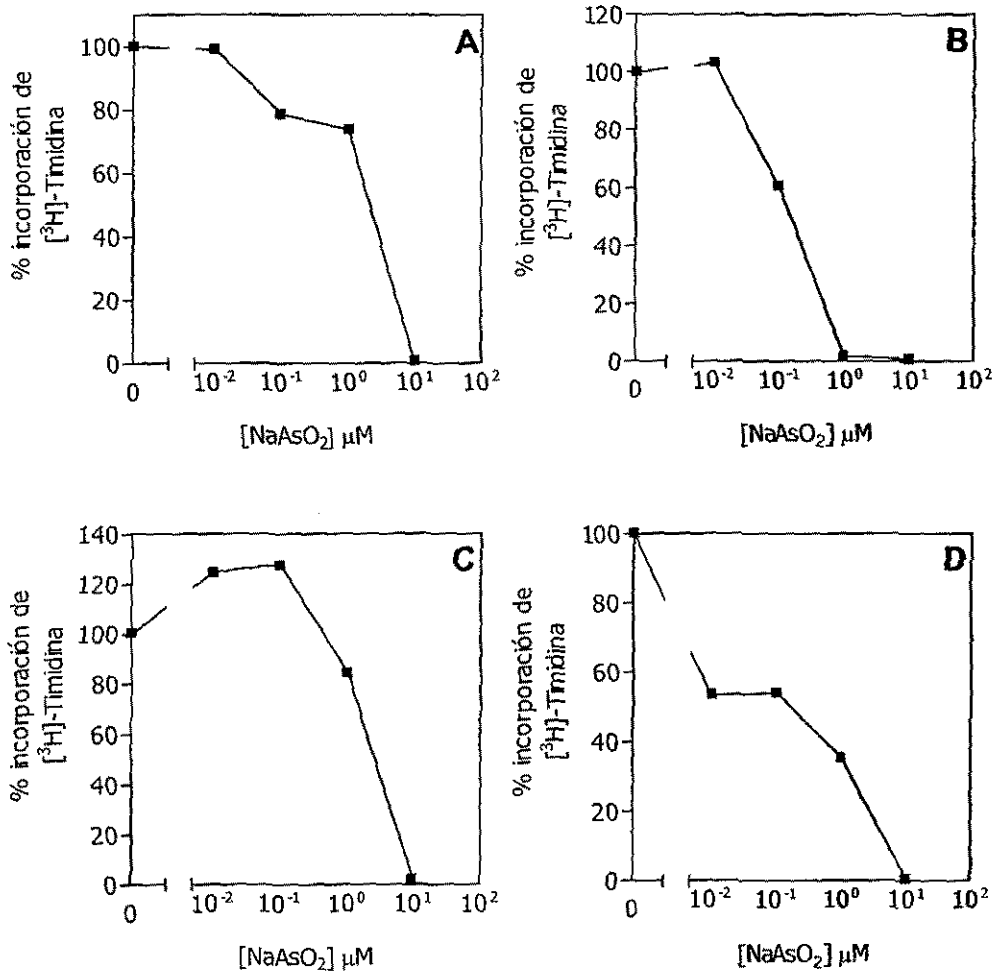 A
% incorporación de
[³H]-Timidina
100
80
60
40
20
0
0 10⁻² 10⁻¹ 10⁰ 10¹ 10²
[NaAsO₂] μM
B
% incorporación de
[³H]-Timidina
120
100
80
60
40
20
0
0 10⁻² 10⁻¹ 10⁰ 10¹ 10²
[NaAsO₂] μM
C
% incorporación de
[³H]-Timidina
140
120
100
80
60
40
20
0
0 10⁻² 10⁻¹ 10⁰ 10¹ 10²
[NaAsO₂] μM
D
% incorporación de
[³H]-Timidina
100
80
60
40
20
0
0 10⁻² 10⁻¹ 10⁰ 10¹ 10²
[NaAsO₂] μM